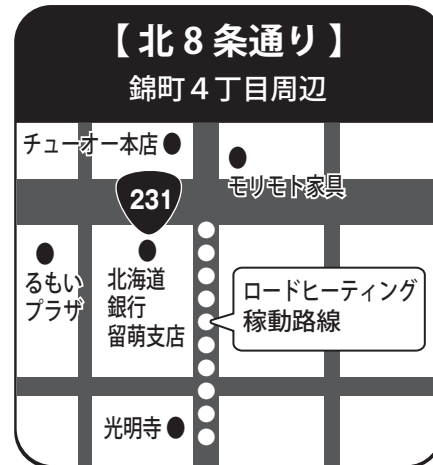 【北8条通り】
錦町4丁目周辺
チューオー本店
モリモト家具
231
るもい
プラザ
北海道
銀行
留萌支店
ロードヒーティング
稼動路線
光明寺